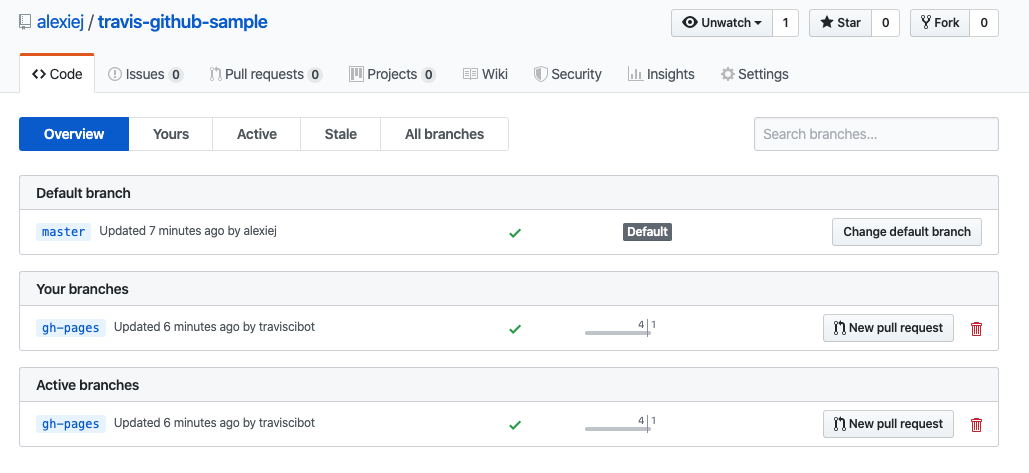 alexiej / travis-github-sample Unwatch 1 Star 0 Fork 0
Code Issues 0 Pull requests 0 Projects 0 Wiki Security Insights Settings
Overview Yours Active Stale All branches Search branches...
Default branch
master Updated 7 minutes ago by alexiej Default Change default branch
Your branches
gh-pages Updated 6 minutes ago by traviscibot 4 1 New pull request
Active branches
gh-pages Updated 6 minutes ago by traviscibot 4 1 New pull request